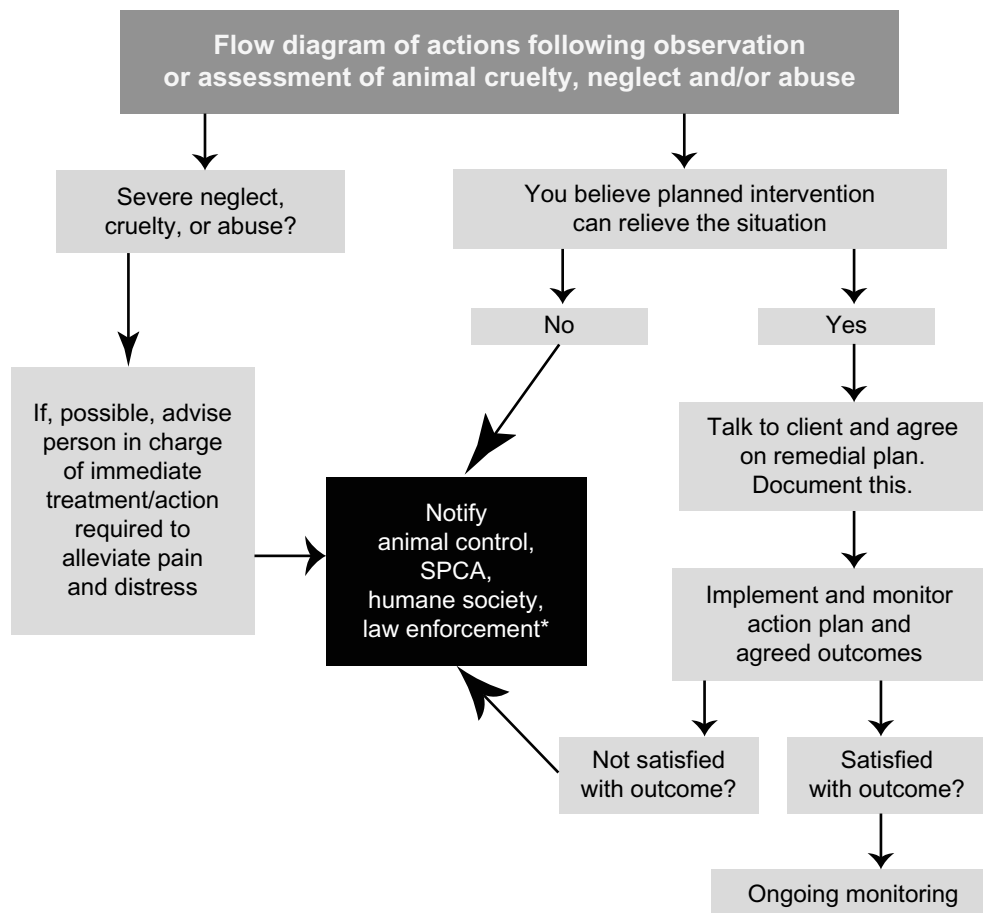 Flow diagram of actions following observation
or assessment of animal cruelty, neglect and/or abuse
Severe neglect,
cruelty, or abuse?
You believe planned intervention
can relieve the situation
No
Yes
If, possible, advise
person in charge
of immediate
treatment/action
required to
alleviate pain
and distress
Talk to client and agree
on remedial plan.
Document this.
Notify
animal control,
SPCA,
humane society,
law enforcement*
Implement and monitor
action plan and
agreed outcomes
Not satisfied
with outcome?
Satisfied
with outcome?
Ongoing monitoring